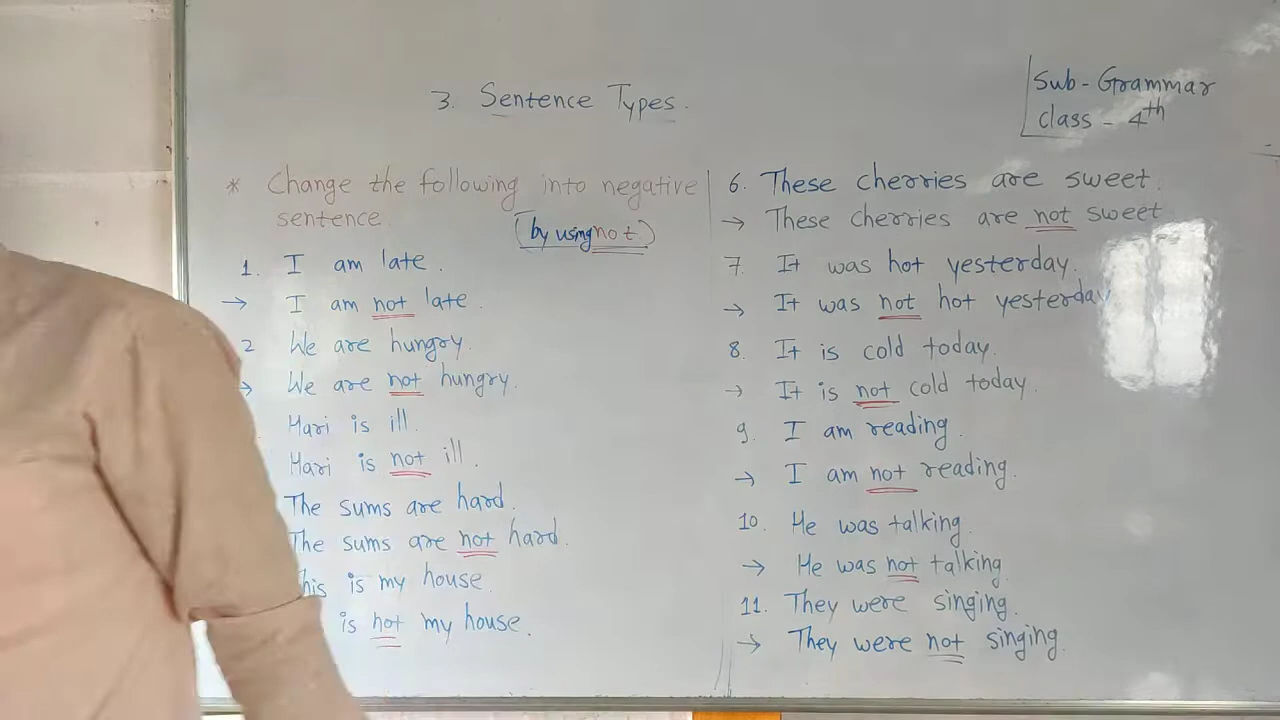 3. Sentence Types.
Sub - Grammar
Class - 4th
* Change the following into negative
sentence.
(by using not)
1. I am late.
→ I am not late.
2 We are hungry.
→ We are not hungry.
Hari is ill.
Hari is not ill.
The sums are hard.
The sums are not hard.
his is my house.
is not my house.
6. These cherries are sweet.
→ These cherries are not sweet
7. It was hot yesterday.
→ It was not hot yesterday
8. It is cold today.
→ It is not cold today.
9. I am reading.
→ I am not reading.
10. He was talking.
→ He was not talking.
11. They were singing.
→ They were not singing.